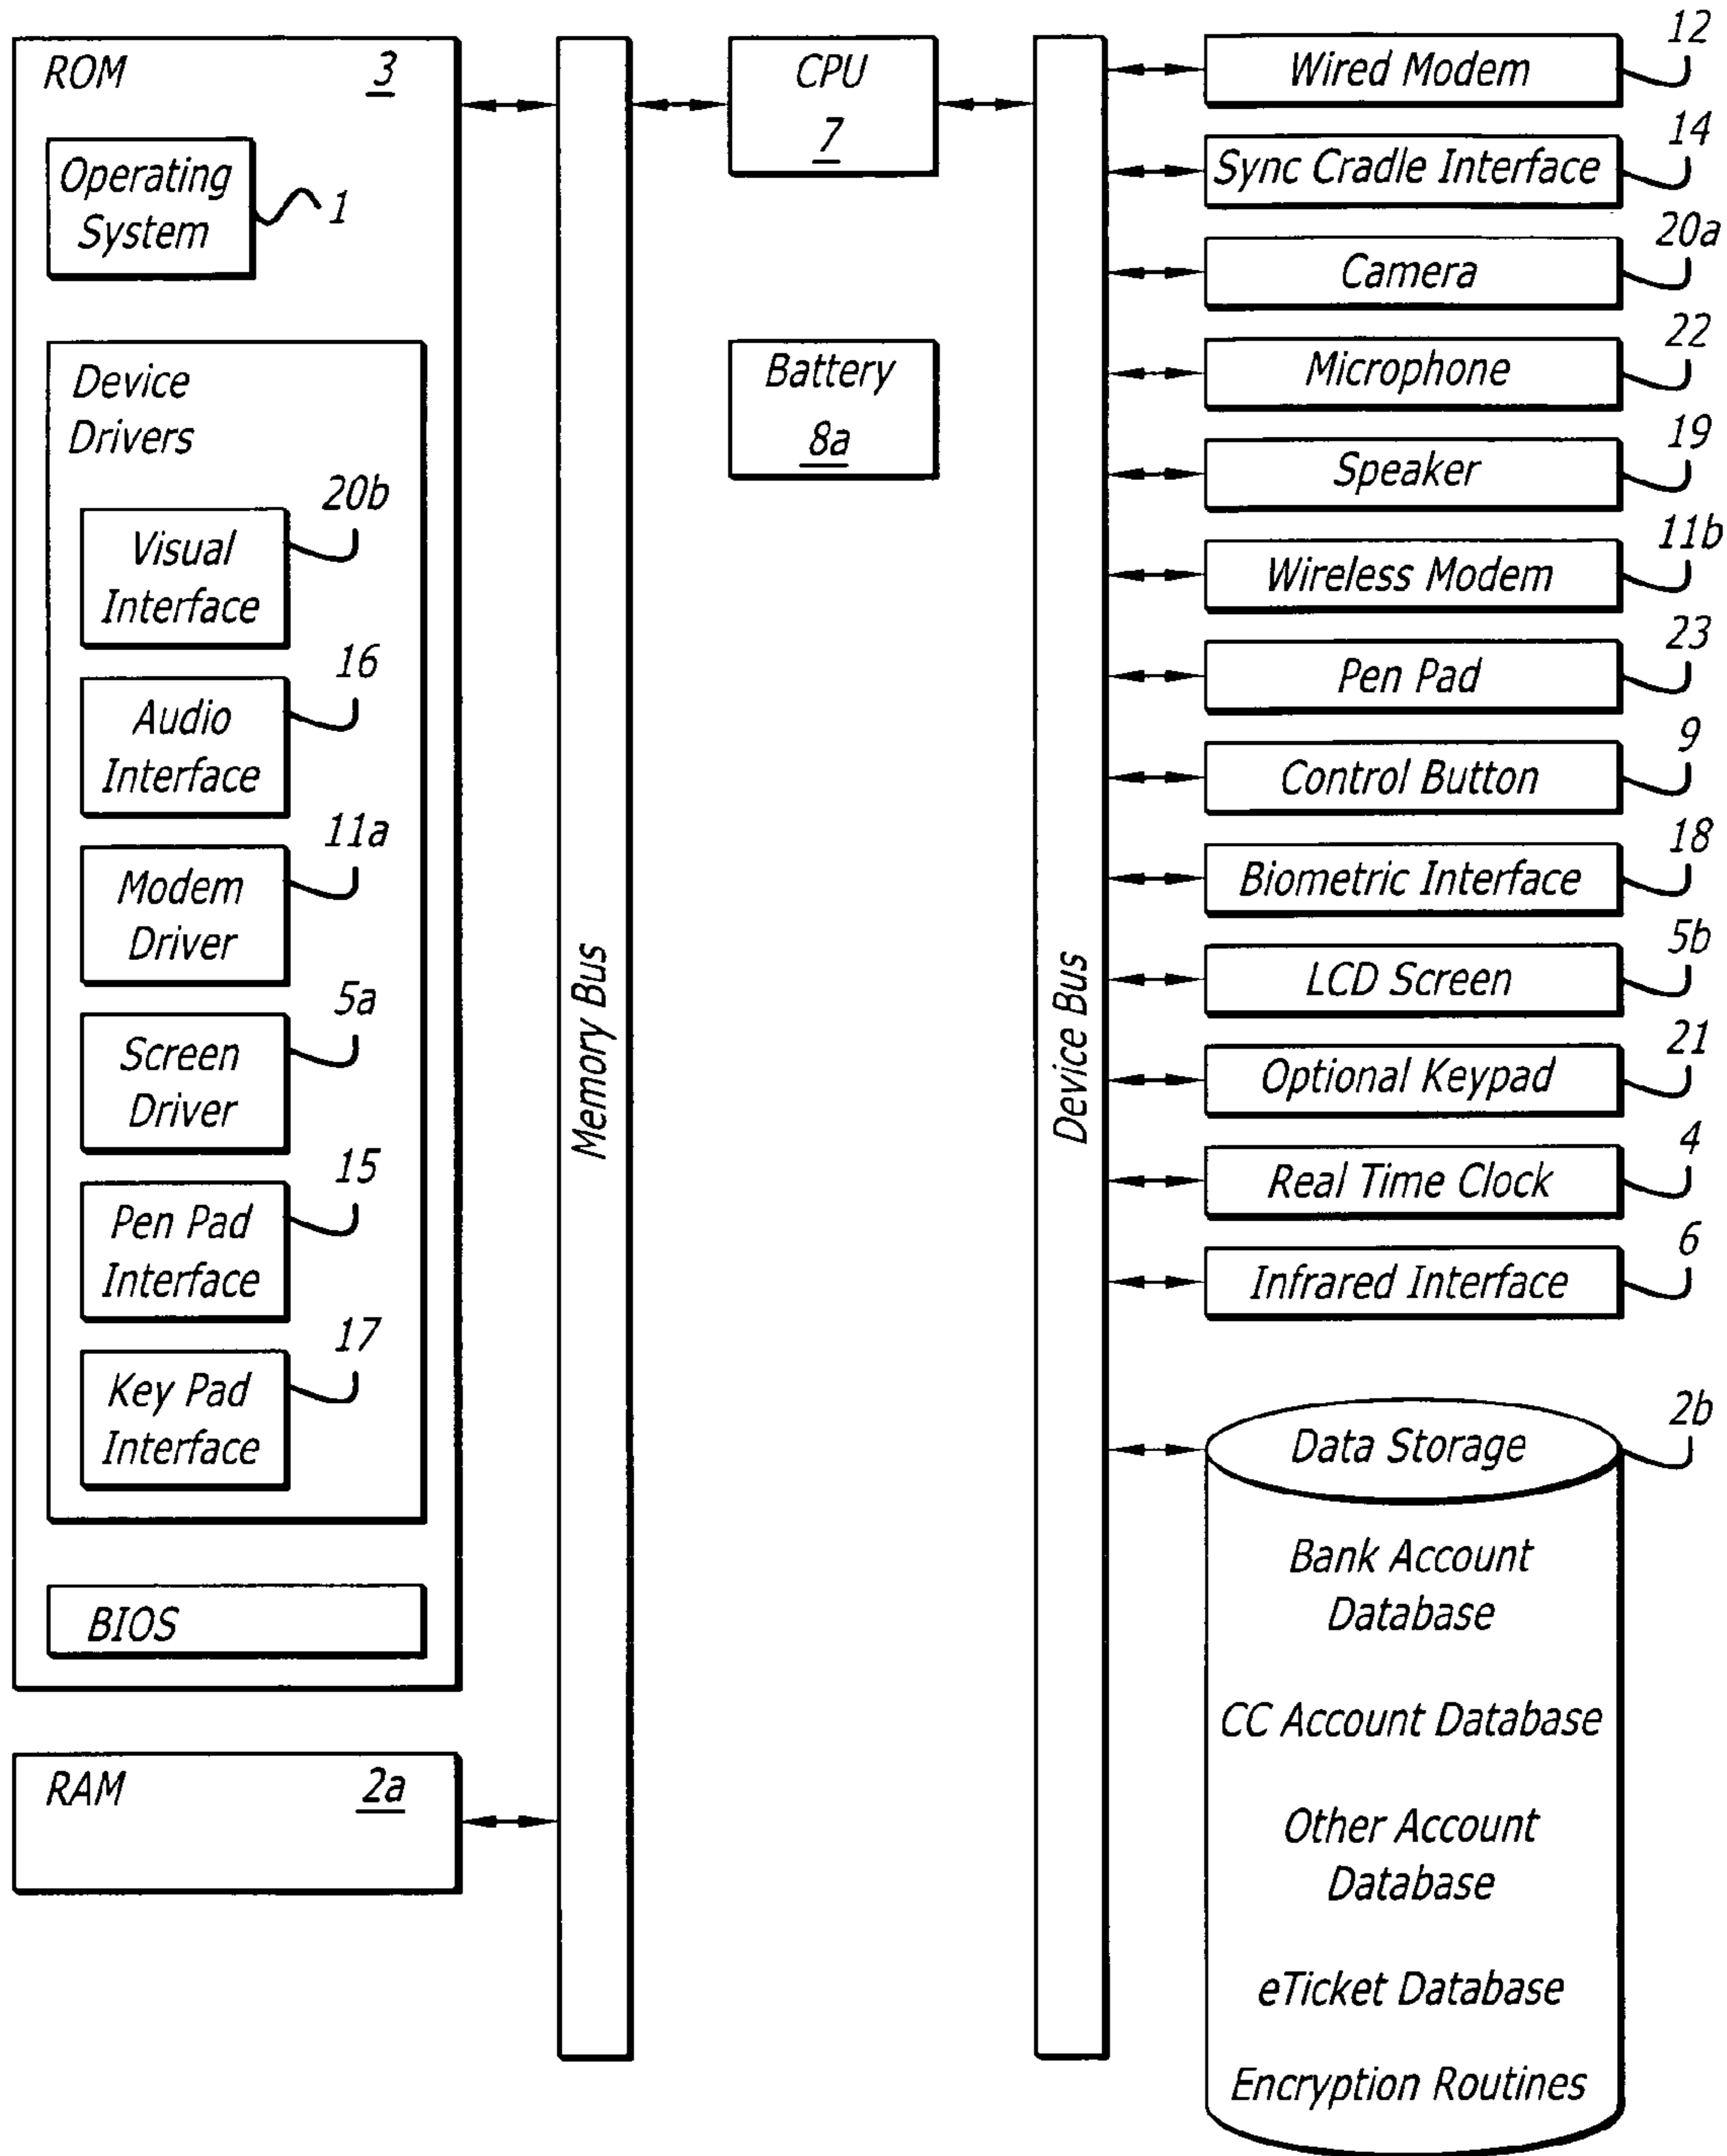 ROM 3
Operating
System
1
Device
Drivers
20b
Visual
Interface
16
Audio
Interface
11a
Modem
Driver
5a
Screen
Driver
15
Pen Pad
Interface
17
Key Pad
Interface
BIOS
RAM 2a
Memory Bus
CPU
7
Battery
8a
Device Bus
12
Wired Modem
14
Sync Cradle Interface
20a
Camera
22
Microphone
19
Speaker
11b
Wireless Modem
23
Pen Pad
9
Control Button
18
Biometric Interface
5b
LCD Screen
21
Optional Keypad
4
Real Time Clock
6
Infrared Interface
2b
Data Storage
Bank Account
Database
CC Account Database
Other Account
Database
eTicket Database
Encryption Routines